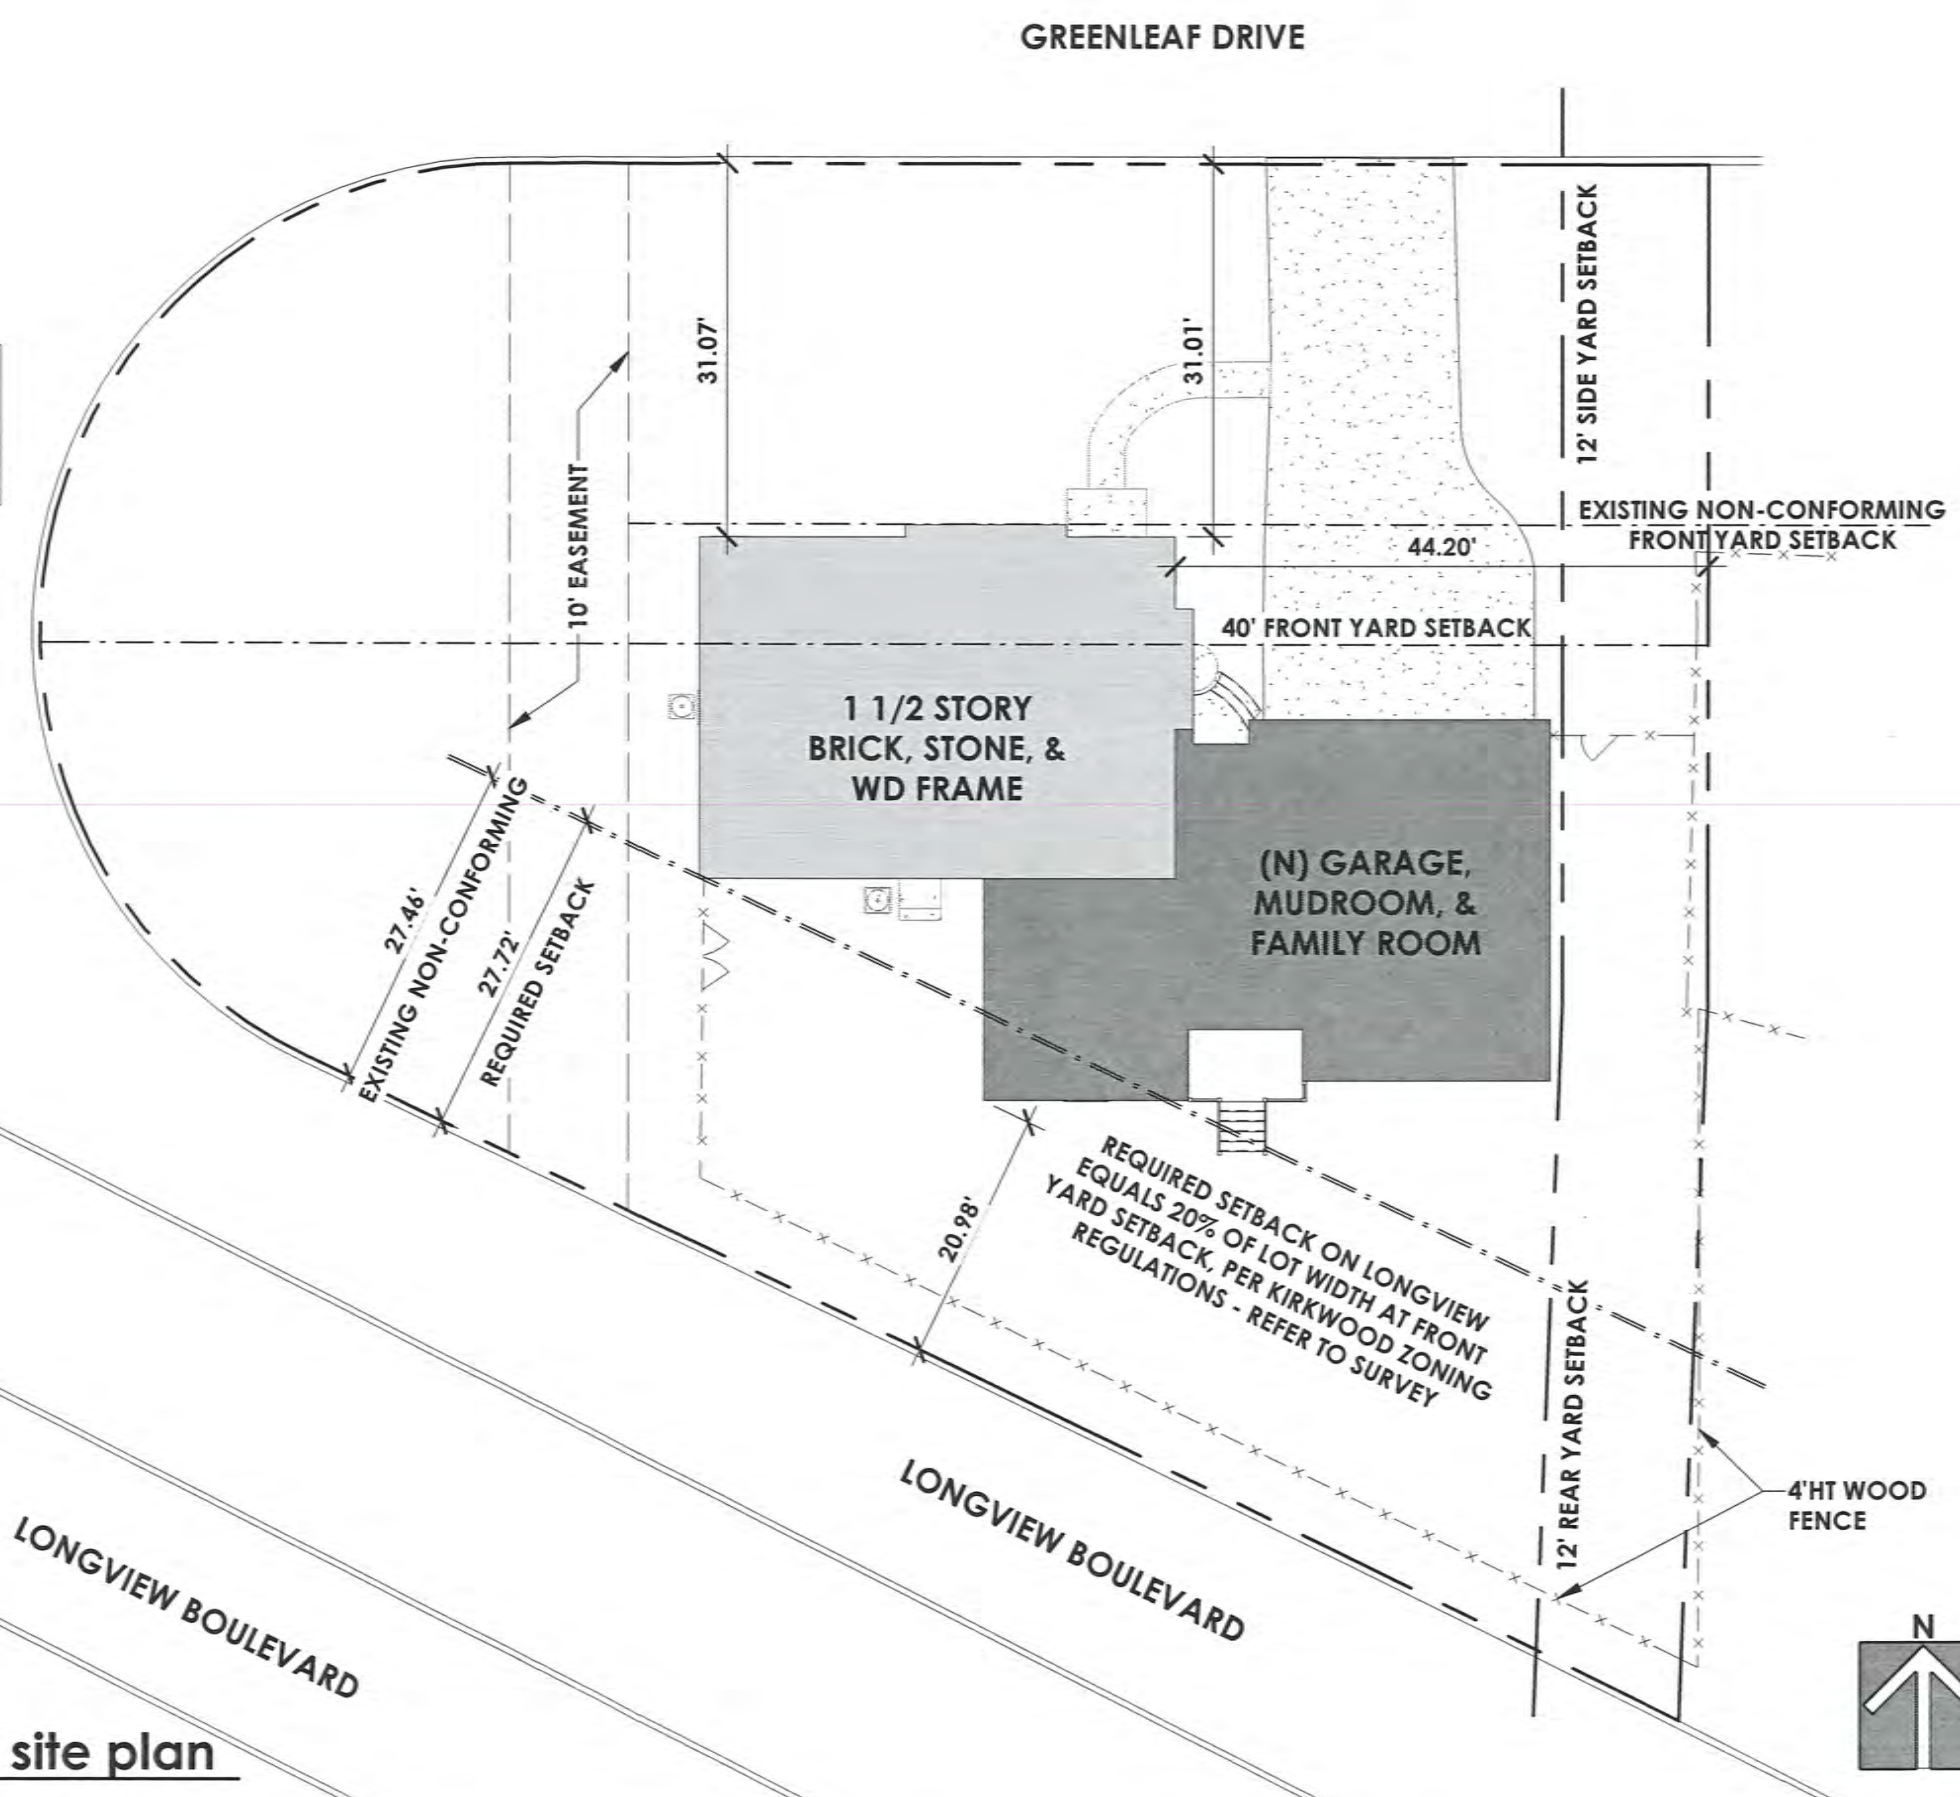 GREENLEAF DRIVE
31.07'
31.01'
12' SIDE YARD SETBACK
10' EASEMENT
EXISTING NON-CONFORMING
FRONT YARD SETBACK
44.20'
40' FRONT YARD SETBACK
1 1/2 STORY
BRICK, STONE, &
WD FRAME
27.46'
EXISTING NON-CONFORMING
27.72'
REQUIRED SETBACK
(N) GARAGE,
MUDROOM, &
FAMILY ROOM
20.98'
REQUIRED SETBACK ON LONGVIEW
EQUALS 20% OF LOT WIDTH AT FRONT
YARD SETBACK, PER KIRKWOOD ZONING
REGULATIONS - REFER TO SURVEY
12' REAR YARD SETBACK
4'HT WOOD
FENCE
LONGVIEW BOULEVARD
LONGVIEW BOULEVARD
N
site plan